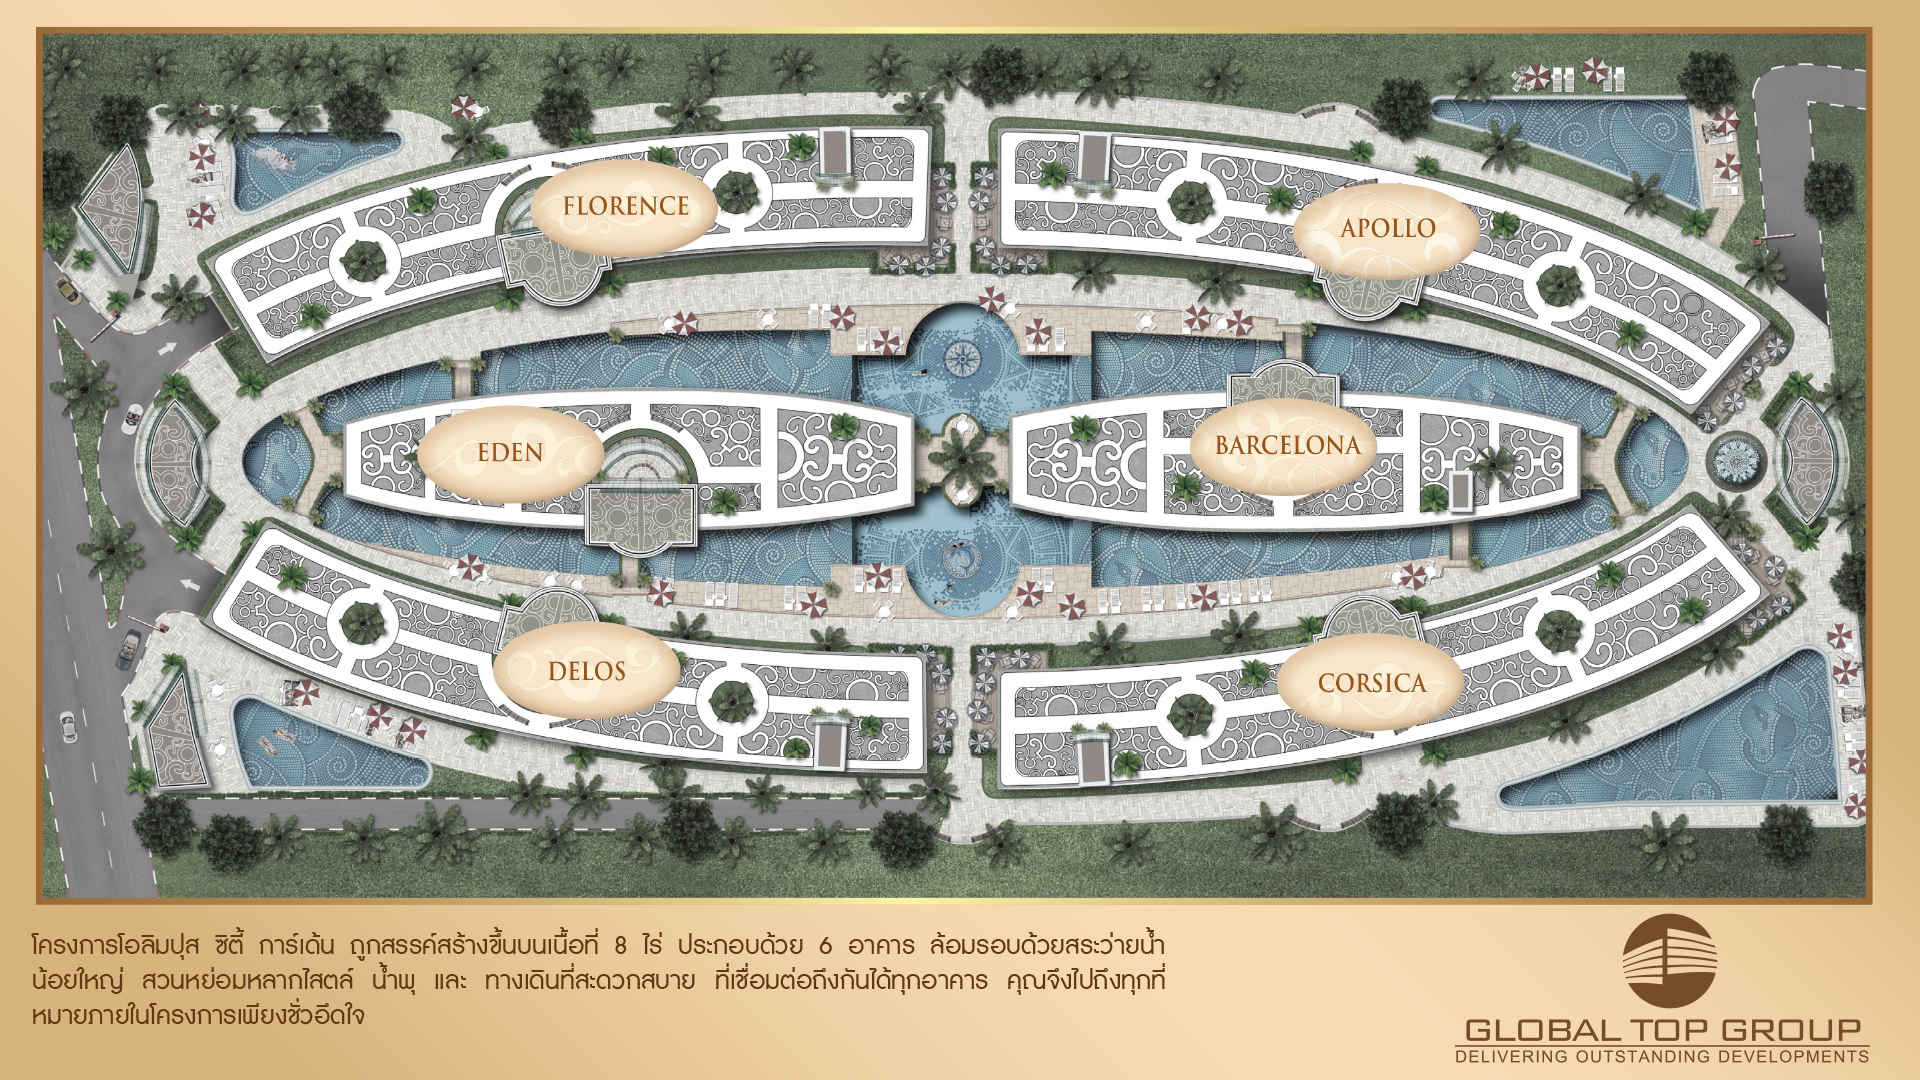 FLORENCE
APOLLO
EDEN
BARCELONA
DELOS
CORSICA
โครงการโอลิมปุส ซิตี้ การ์เด้น ถูกสรรค์สร้างขึ้นบนเนื้อที่ 8 ไร่ ประกอบด้วย 6 อาคาร ล้อมรอบด้วยสระว่ายน้ำ
น้อยใหญ่ สวนหย่อมหลากไสตล์ น้ำพุ และ ทางเดินที่สะดวกสบาย ที่เชื่อมต่อถึงกันได้ทุกอาคาร คุณจึงไปถึงทุกที่
หมายภายในโครงการเพียงชั่วอึดใจ
GLOBAL TOP GROUP
DELIVERING OUTSTANDING DEVELOPMENTS